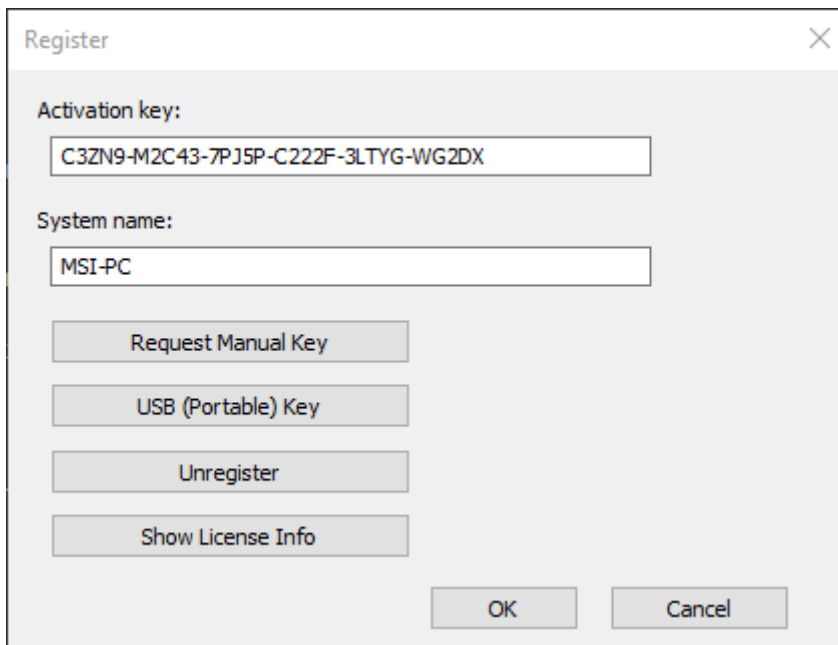 Register
Activation key:
C3ZN9-M2C43-7PJ5P-C222F-3LTYG-WG2DX
System name:
MSI-PC
Request Manual Key
USB (Portable) Key
Unregister
Show License Info
OK Cancel